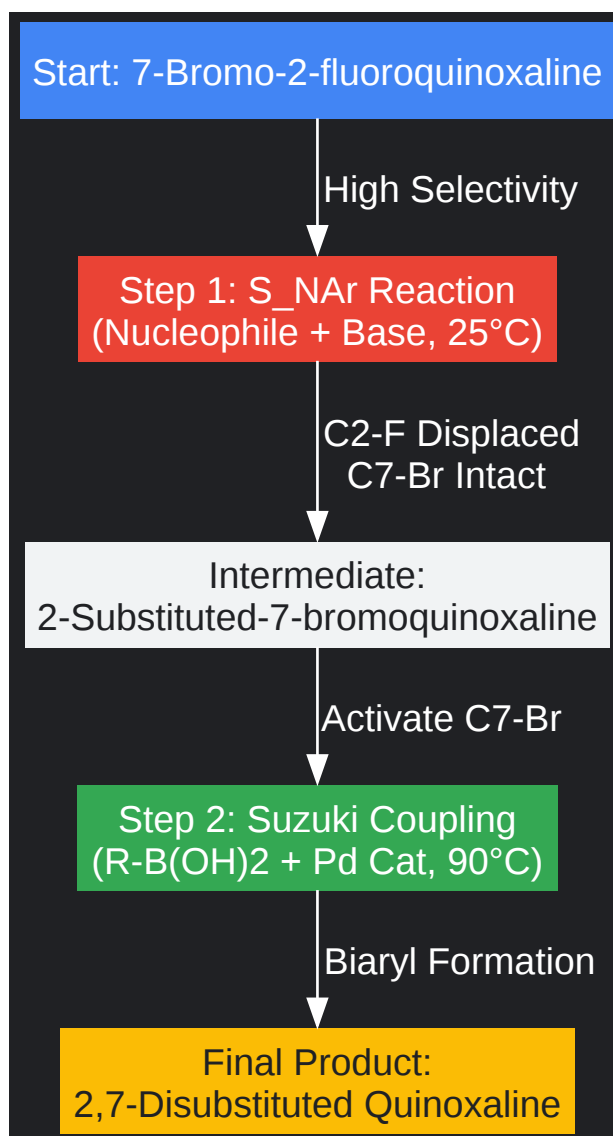 Start: 7-Bromo-2-fluoroquinoxaline
High Selectivity
Step 1: S_NAr Reaction
(Nucleophile + Base, 25°C)
C2-F Displaced
C7-Br Intact
Intermediate:
2-Substituted-7-bromoquinoxaline
Activate C7-Br
Step 2: Suzuki Coupling
(R-B(OH)2 + Pd Cat, 90°C)
Biaryl Formation
Final Product:
2,7-Disubstituted Quinoxaline